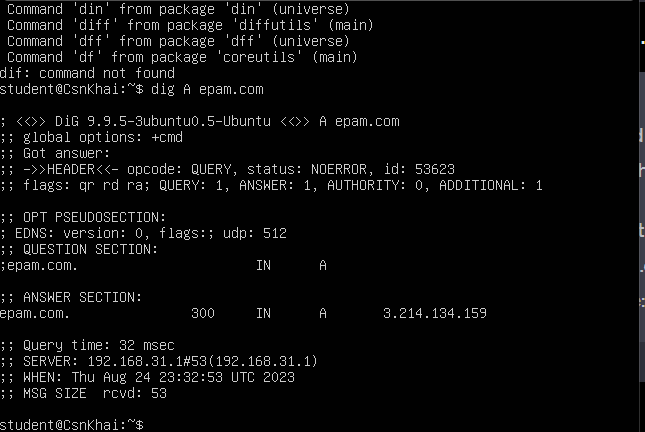 Command 'din' from package 'din' (universe)
Command 'diff' from package 'diffutils' (main)
Command 'dff' from package 'dff' (universe)
Command 'df' from package 'coreutils' (main)
dif: command not found
student@CsnKhai:~$ dig A epam.com
; <<>> DiG 9.9.5-3ubuntu0.5-Ubuntu <<>> A epam.com
;; global options: +cmd
;; Got answer:
;; ->>HEADER<<- opcode: QUERY, status: NOERROR, id: 53623
;; flags: qr rd ra; QUERY: 1, ANSWER: 1, AUTHORITY: 0, ADDITIONAL: 1
;; OPT PSEUDOSECTION:
; EDNS: version: 0, flags:; udp: 512
;; QUESTION SECTION:
;epam.com. IN A
;; ANSWER SECTION:
epam.com. 300 IN A 3.214.134.159
;; Query time: 32 msec
;; SERVER: 192.168.31.1#53(192.168.31.1)
;; WHEN: Thu Aug 24 23:32:53 UTC 2023
;; MSG SIZE rcvd: 53
student@CsnKhai:~$